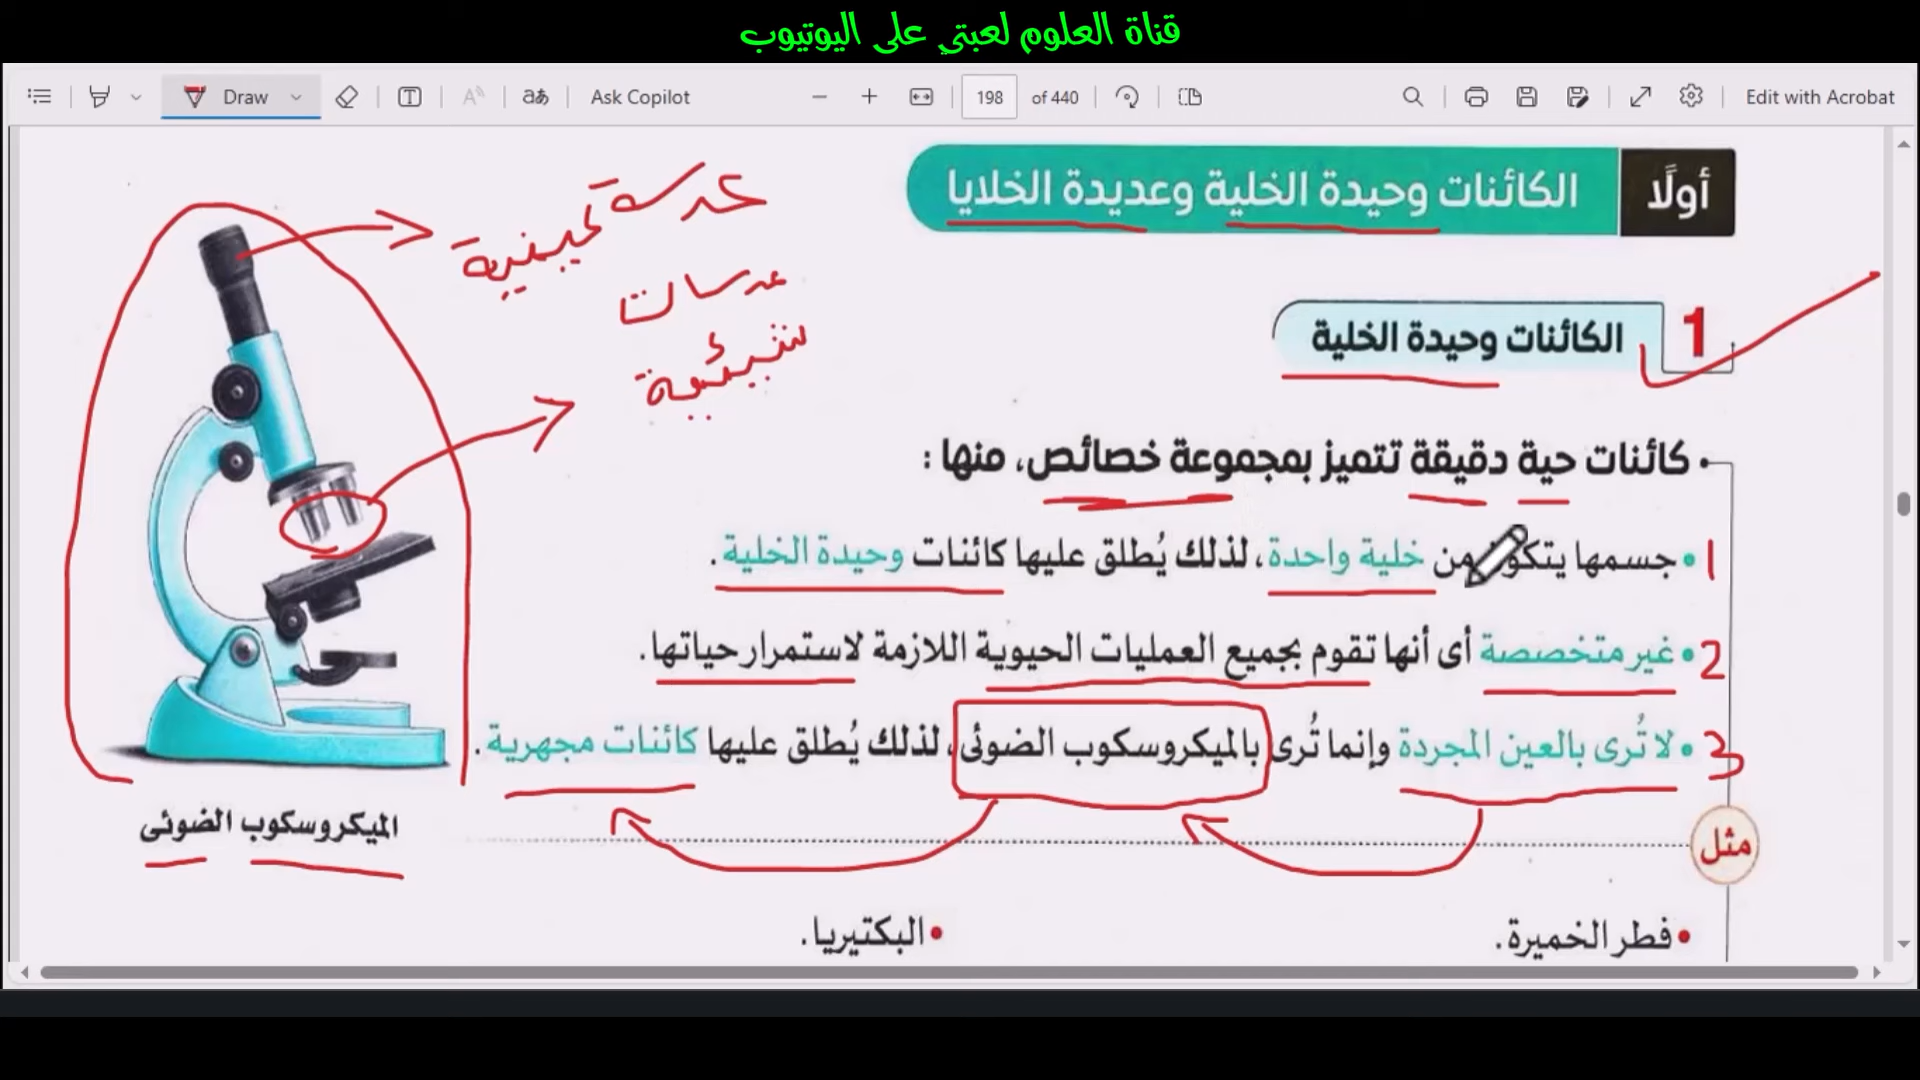 قناة العلوم لعبتي على اليوتيوب
Draw
Ask Copilot
198
of 440
Edit with Acrobat
أولًا
الكائنات وحيدة الخلية وعديدة الخلايا
1
الكائنات وحيدة الخلية
عدسة عينية
عدسات
شيئية
• كائنات حية دقيقة تتميز بمجموعة خصائص، منها :
1 • جسمها يتكون من خلية واحدة، لذلك يُطلق عليها كائنات وحيدة الخلية .
2 • غير متخصصة أى أنها تقوم بجميع العمليات الحيوية اللازمة لاستمرار حياتها .
3 • لا تُرى بالعين المجردة وإنما تُرى بالميكروسكوب الضوئى، لذلك يُطلق عليها كائنات مجهرية .
الميكروسكوب الضوئى
مثل
• فطر الخميرة .
• البكتيريا .